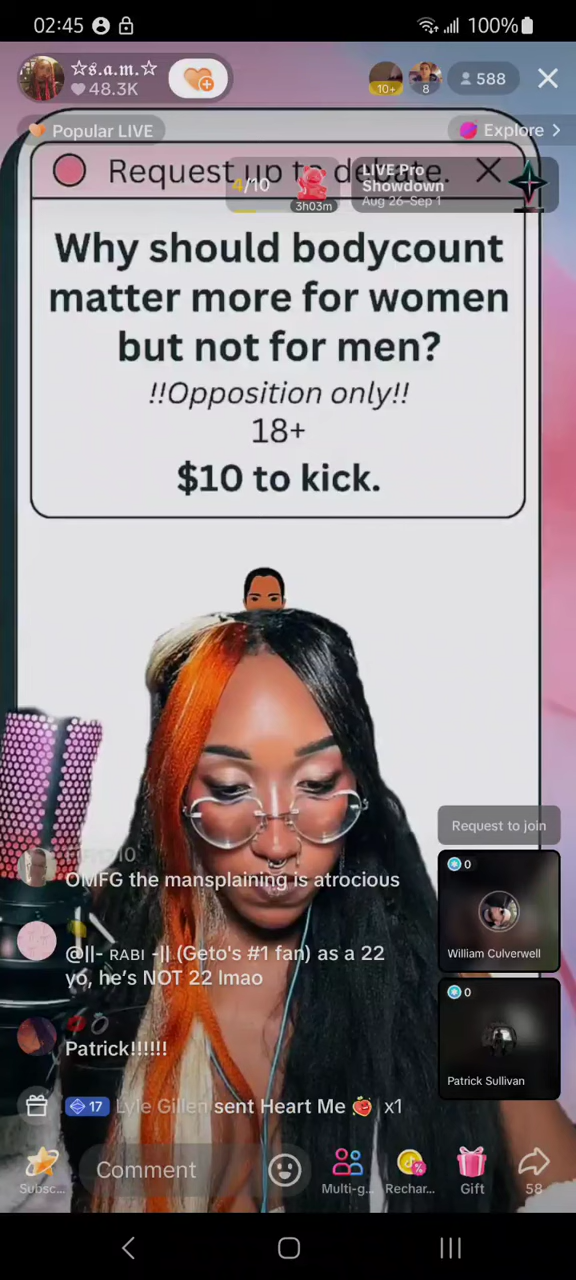 02:45
100%
☆𝔰.𝔞.𝔪.☆
48.3K
10+
8
588
Popular LIVE
Explore >
Request up to debate.
4/10
3h03m
LIVE Pro
Showdown
Aug 26–Sep 1
Why should bodycount
matter more for women
but not for men?
!!Opposition only!!
18+
$10 to kick.
Request to join
0
William Culverwell
OMFG the mansplaining is atrocious
@||- ʀᴀʙɪ -|| (Geto's #1 fan) as a 22
yo, he's NOT 22 lmao
0
Patrick Sullivan
Patrick!!!!!!
17 Lyle Gillen sent Heart Me x1
Subsc...
Comment
Multi-g...
Rechar...
Gift
58